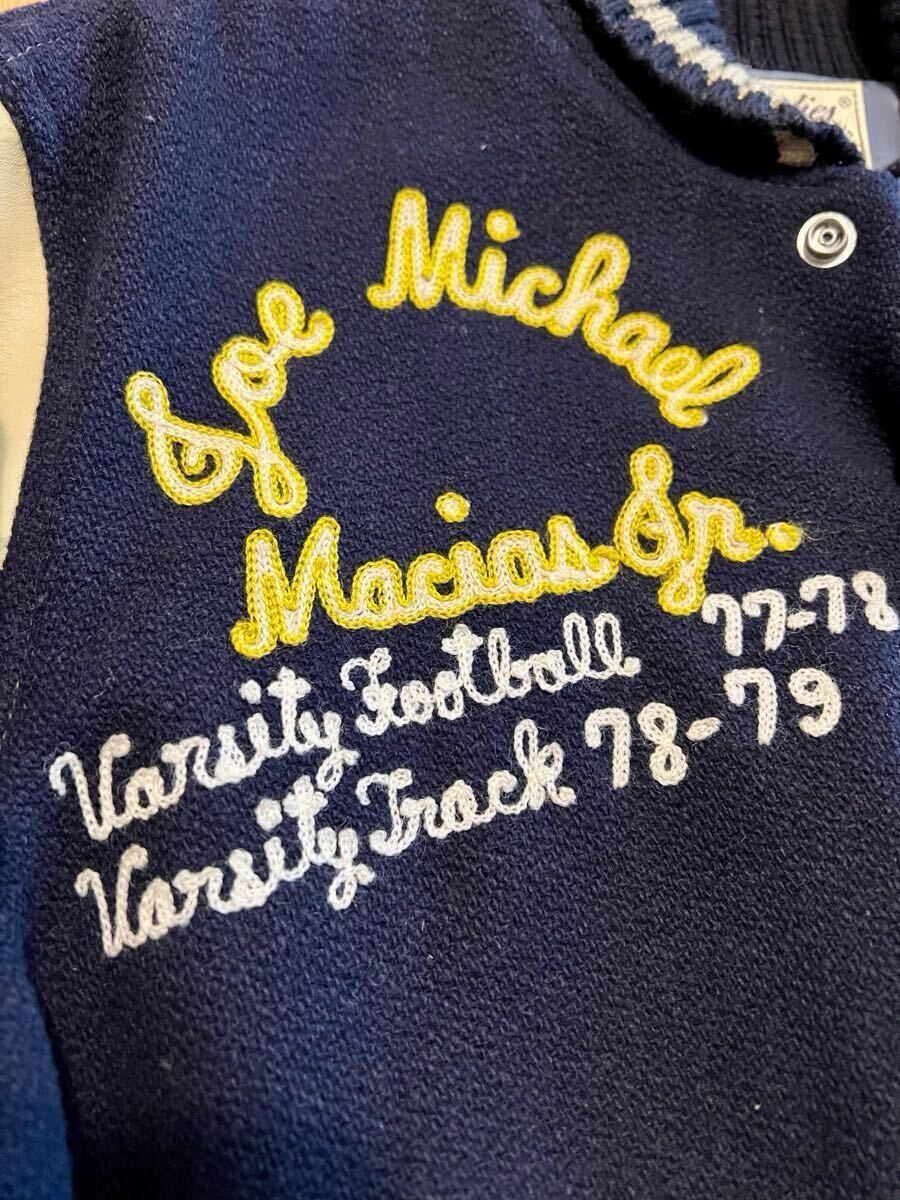 Joe Michael
Macias Jr.
Varsity Football 77-78
Varsity Track 78-79